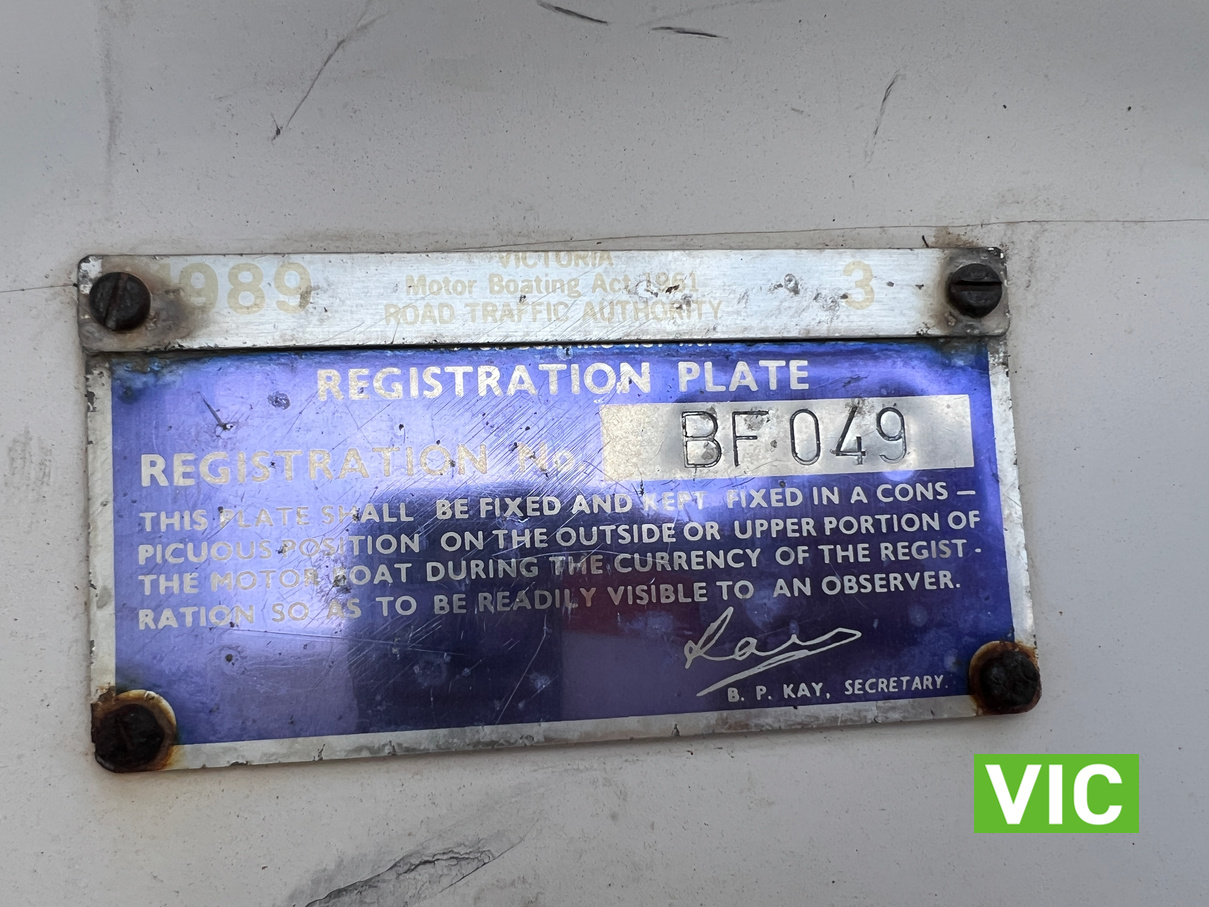 1989
VICTORIA
Motor Boating Act 1961
ROAD TRAFFIC AUTHORITY
3
REGISTRATION PLATE
REGISTRATION No.
BF 049
THIS PLATE SHALL BE FIXED AND KEPT FIXED IN A CONS –
PICUOUS POSITION ON THE OUTSIDE OR UPPER PORTION OF
THE MOTOR BOAT DURING THE CURRENCY OF THE REGIST -
RATION SO AS TO BE READILY VISIBLE TO AN OBSERVER.
B. P. KAY, SECRETARY.
VIC